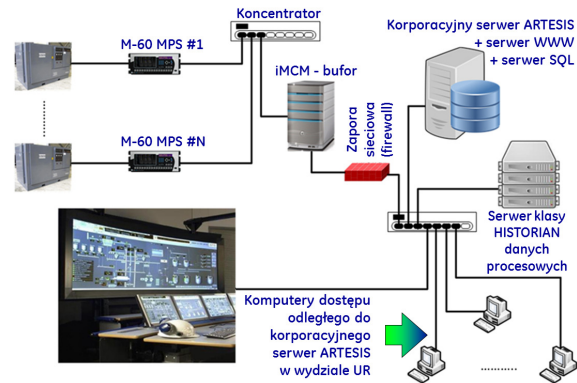 Koncentrator
M-60 MPS #1
iMCM - bufor
Korporacyjny serwer ARTESIS
+ serwer WWW
+ serwer SQL
M-60 MPS #N
Zapora
sieciowa
(firewall)
Serwer klasy
HISTORIAN
danych
procesowych
Komputery dostępu
odległego do
korporacyjnego
serwer ARTESIS
w wydziale UR